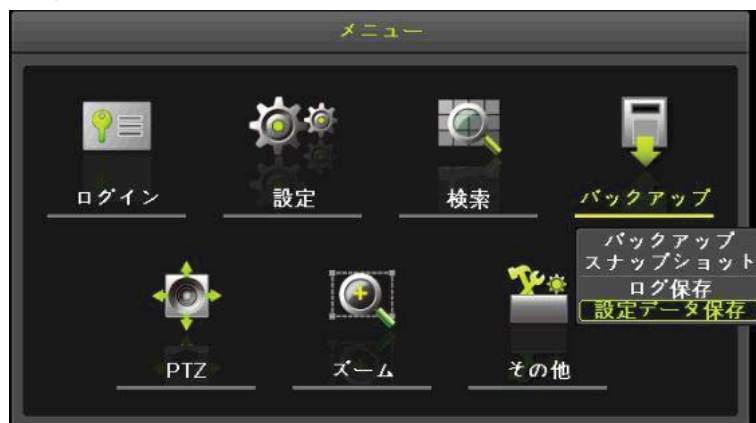 メニュー
ログイン
設定
検索
バックアップ
バックアップ
スナップショット
ログ保存
設定データ保存
PTZ
ズーム
その他